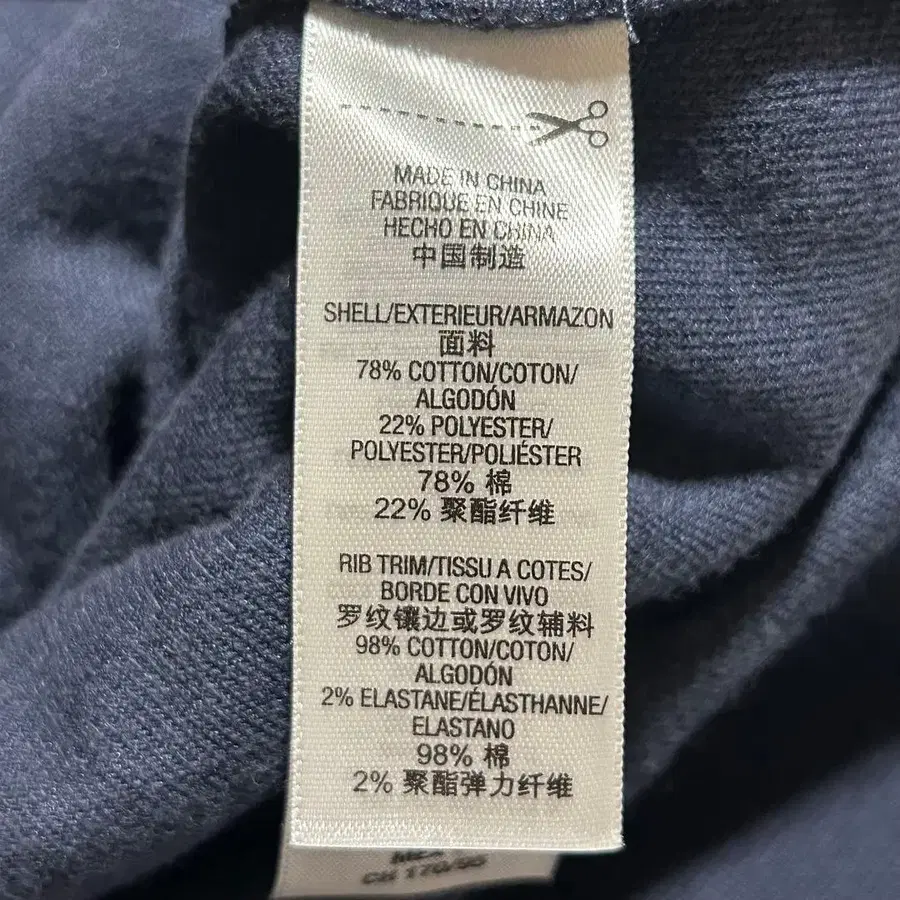 MADE IN CHINA
FABRIQUE EN CHINE
HECHO EN CHINA
中国制造
SHELL/EXTERIEUR/ARMAZON
面料
78% COTTON/COTON/
ALGODÓN
22% POLYESTER/
POLYESTER/POLIÉSTER
78% 棉
22% 聚酯纤维
RIB TRIM/TISSU A COTES/
BORDE CON VIVO
罗纹镶边或罗纹辅料
98% COTTON/COTON/
ALGODÓN
2% ELASTANE/ÉLASTHANNE/
ELASTANO
98% 棉
2% 聚酯弹力纤维
MEX